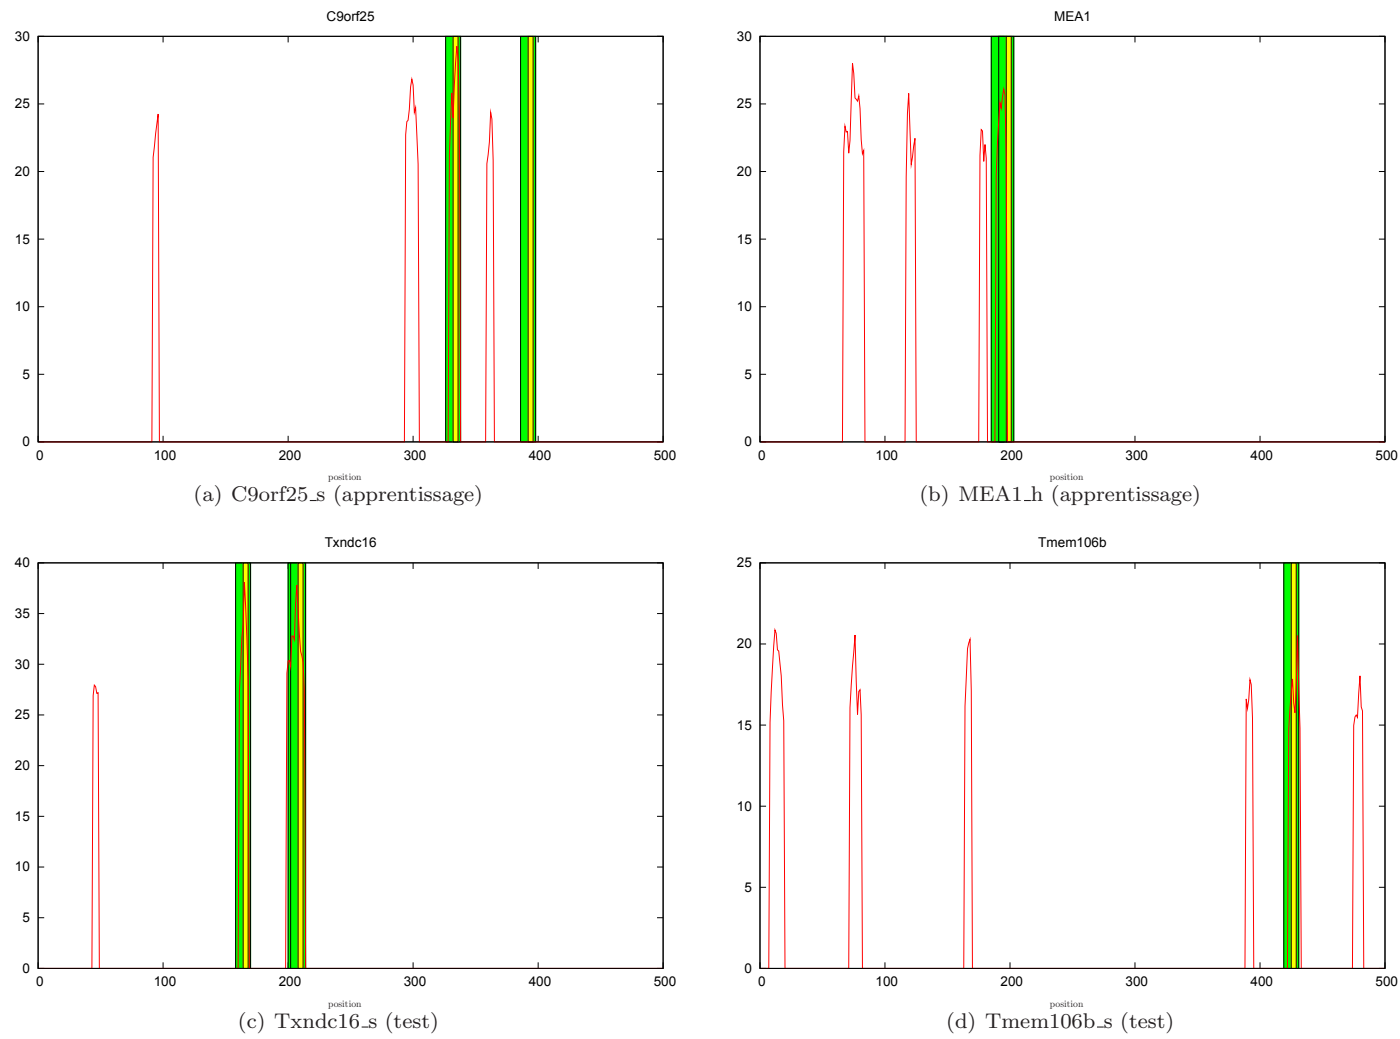 C9orf25
30
25
20
15
10
5
0
0 100 200 300 400 500
position
(a) C9orf25_s (apprentissage)
MEA1
30
25
20
15
10
5
0
0 100 200 300 400 500
position
(b) MEA1_h (apprentissage)
Txndc16
40
35
30
25
20
15
10
5
0
0 100 200 300 400 500
position
(c) Txndc16_s (test)
Tmem106b
25
20
15
10
5
0
0 100 200 300 400 500
position
(d) Tmem106b_s (test)